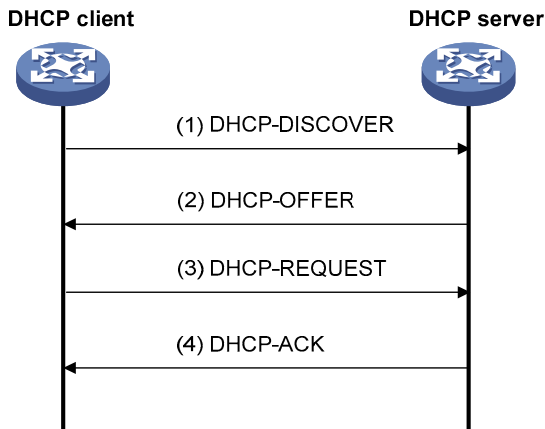 DHCP client
DHCP server
(1) DHCP-DISCOVER
(2) DHCP-OFFER
(3) DHCP-REQUEST
(4) DHCP-ACK